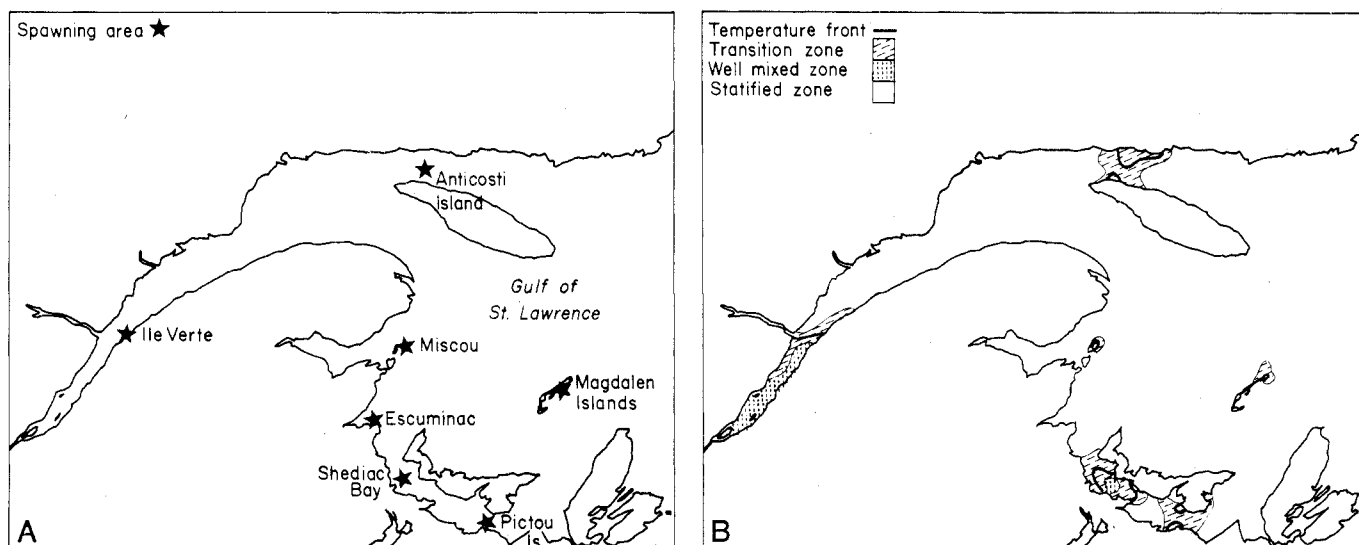 Spawning area
Anticosti
island
Gulf of
St. Lawrence
Ile Verte
Miscou
Magdalen
Islands
Escuminac
Shediac
Bay
Pictou
Is.
A
Temperature front
Transition zone
Well mixed zone
Statified zone
B